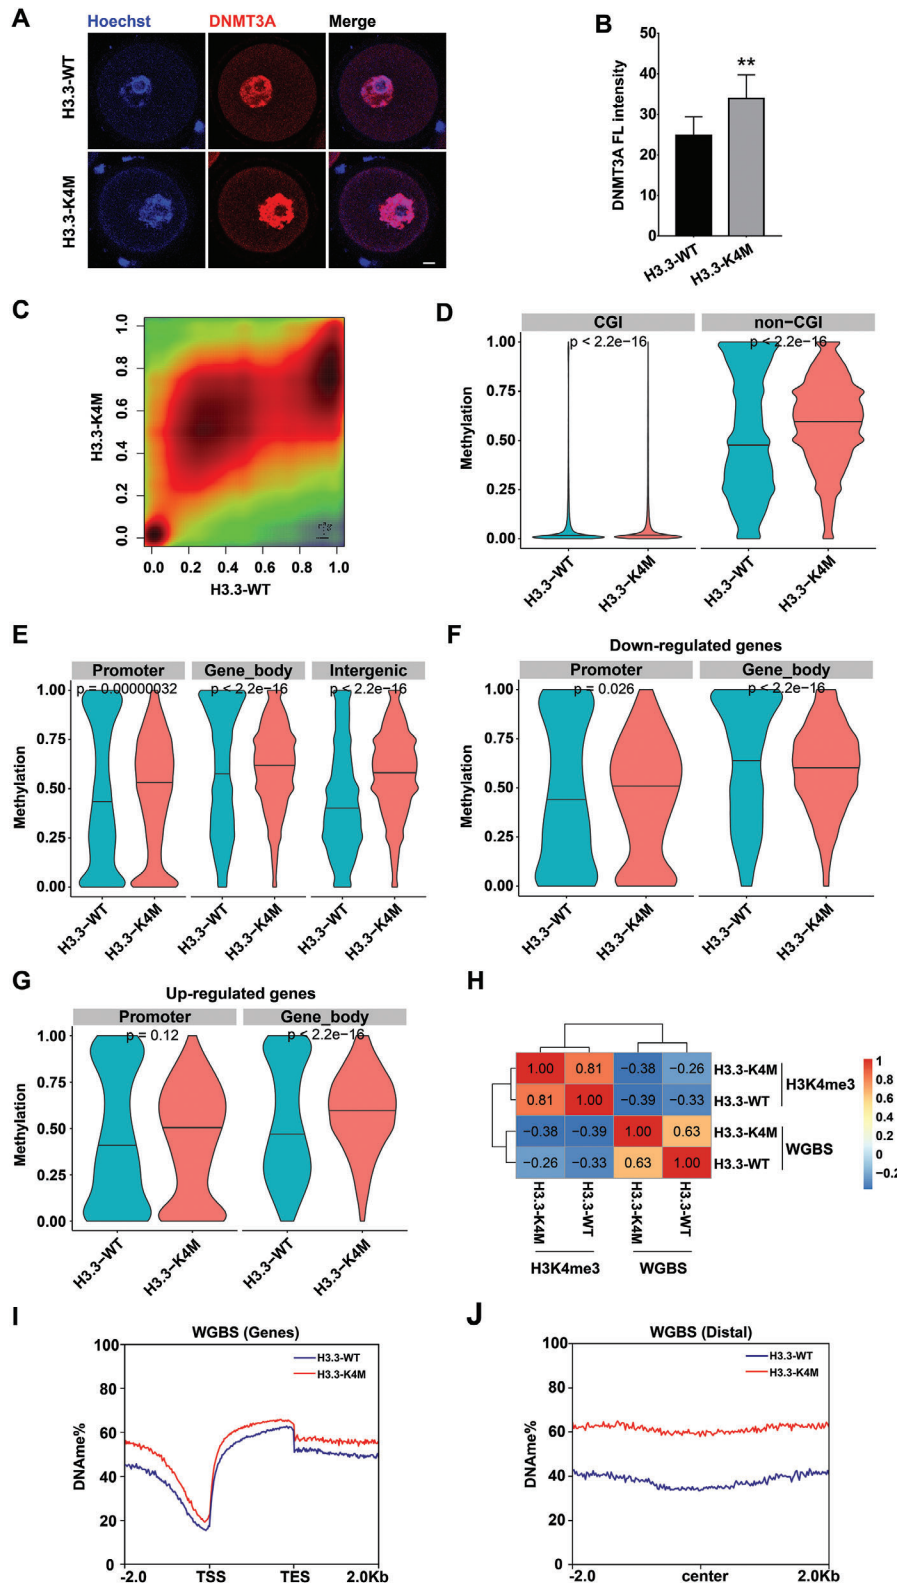 A
Hoechst DNMT3A Merge
H3.3-WT
H3.3-K4M
B
50
40
30
20
10
0
DNMT3A FL intensity
**
H3.3-WT H3.3-K4M
C
1.0
0.8
0.6
0.4
0.2
0.0
H3.3-K4M
0.0 0.2 0.4 0.6 0.8 1.0
H3.3-WT
D
CGI non-CGI
p < 2.2e-16 p < 2.2e-16
1.00
0.75
0.50
0.25
0.00
Methylation
H3.3-WT H3.3-K4M H3.3-WT H3.3-K4M
E
Promoter Gene_body Intergenic
p = 0.00000032 p < 2.2e-16 p < 2.2e-16
1.00
0.75
0.50
0.25
0.00
Methylation
H3.3-WT H3.3-K4M H3.3-WT H3.3-K4M H3.3-WT H3.3-K4M
F
Down-regulated genes
Promoter Gene_body
p = 0.026 p < 2.2e-16
1.00
0.75
0.50
0.25
0.00
Methylation
H3.3-WT H3.3-K4M H3.3-WT H3.3-K4M
G
Up-regulated genes
Promoter Gene_body
p = 0.12 p < 2.2e-16
1.00
0.75
0.50
0.25
0.00
Methylation
H3.3-WT H3.3-K4M H3.3-WT H3.3-K4M
H
1.00 0.81 -0.38 -0.26 H3.3-K4M
0.81 1.00 -0.39 -0.33 H3.3-WT
H3K4me3
-0.38 -0.39 1.00 0.63 H3.3-K4M
-0.26 -0.33 0.63 1.00 H3.3-WT
WGBS
H3.3-K4M H3.3-WT H3.3-K4M H3.3-WT
H3K4me3 WGBS
1
0.8
0.6
0.4
0.2
0
-0.2
I
WGBS (Genes)
100
80
60
40
20
0
DNAme%
H3.3-WT
H3.3-K4M
-2.0 TSS TES 2.0Kb
J
WGBS (Distal)
100
80
60
40
20
0
DNAme%
H3.3-WT
H3.3-K4M
-2.0 center 2.0Kb